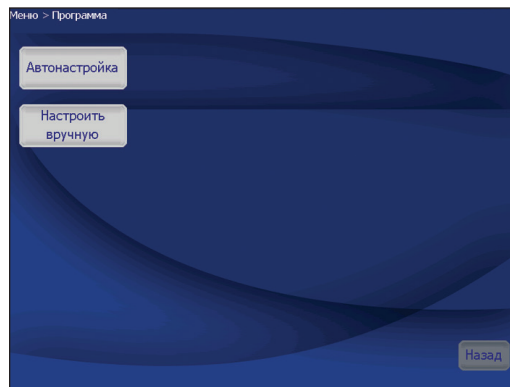 Меню > Программа
Автонастройка
Настроить
вручную
Назад